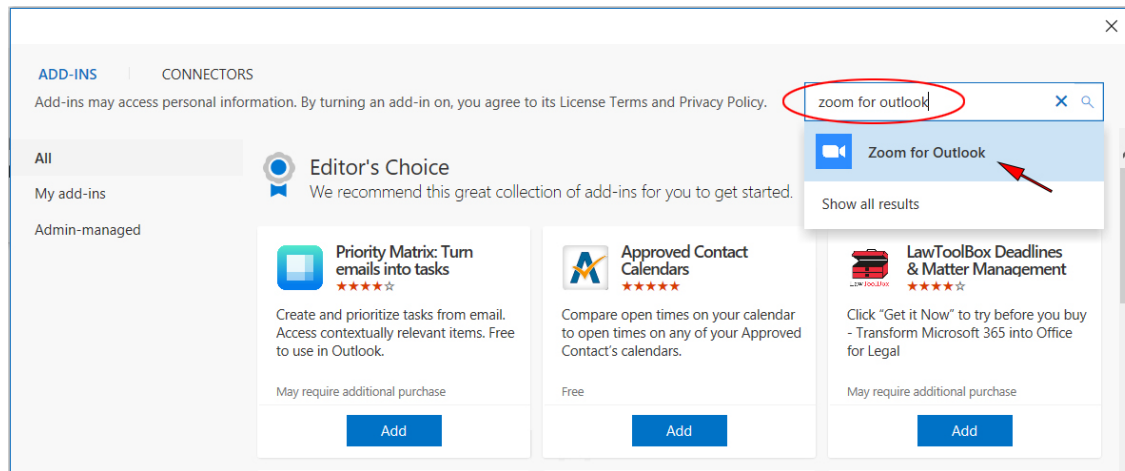 ADD-INS CONNECTORS
Add-ins may access personal information. By turning an add-in on, you agree to its License Terms and Privacy Policy.
zoom for outlook
Zoom for Outlook
Show all results
All
My add-ins
Admin-managed
Editor's Choice
We recommend this great collection of add-ins for you to get started.
Priority Matrix: Turn
emails into tasks
Create and prioritize tasks from email.
Access contextually relevant items. Free
to use in Outlook.
May require additional purchase
Add
Approved Contact
Calendars
Compare open times on your calendar
to open times on any of your Approved
Contact's calendars.
Free
Add
LAWTOOLBOX
LawToolBox Deadlines
& Matter Management
Click "Get it Now" to try before you buy
- Transform Microsoft 365 into Office
for Legal
May require additional purchase
Add